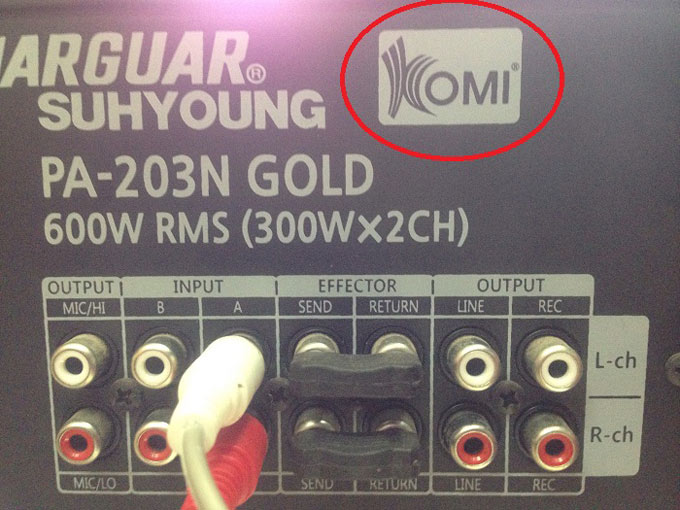 ARGUAR®
SUHYOUNG
KOMI®
PA-203N GOLD
600W RMS (300W×2CH)
OUTPUT INPUT EFFECTOR OUTPUT
MIC/HI B A SEND RETURN LINE REC
L-ch
R-ch
MIC/LO SEND RETURN LINE REC